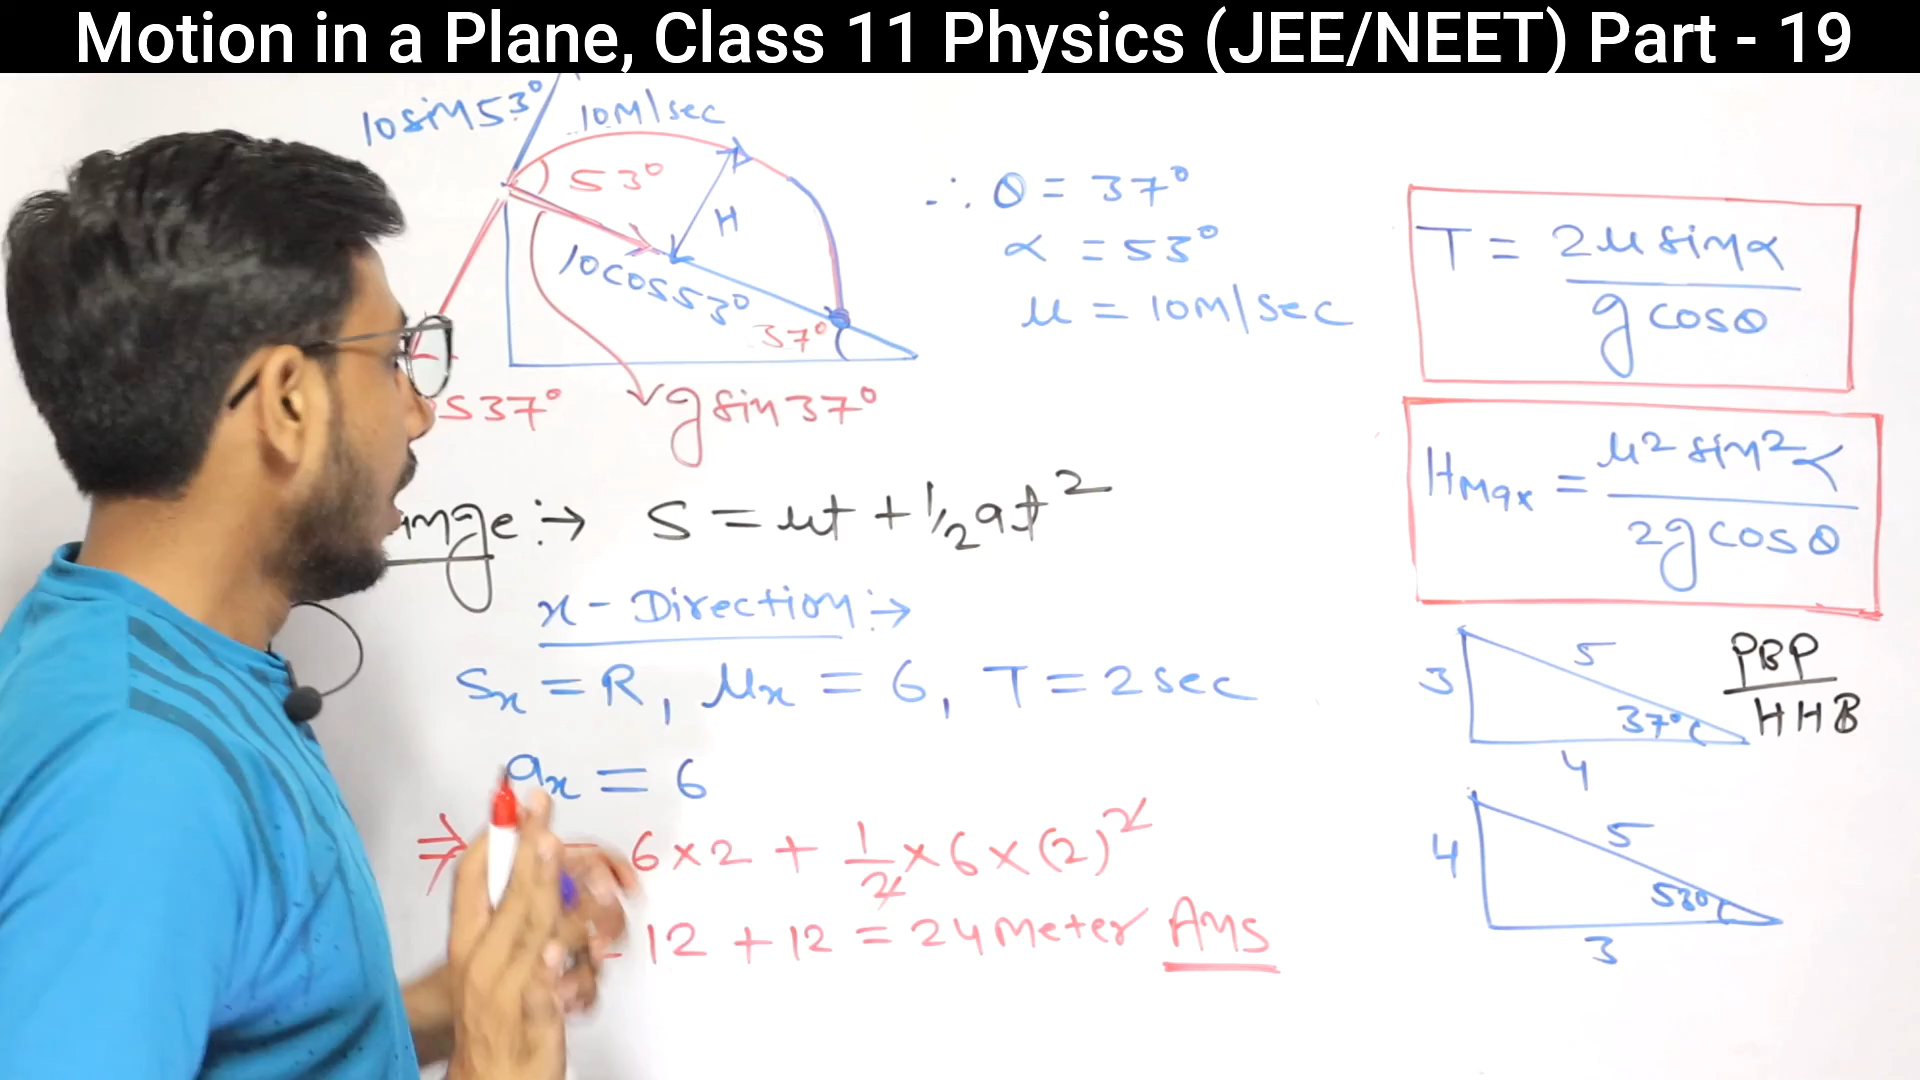 Motion in a Plane, Class 11 Physics (JEE/NEET) Part - 19
10sin53°
10M/sec
53°
H
10cos53°
37°
s37°
gsin37°
∴ θ = 37°
α = 53°
u = 10M/sec
T = 2u sinα / g cosθ
HMax = u² sin²α / 2g cosθ
ange :→ S = ut + 1/2at²
x - Direction :→
Sx = R, ux = 6, T = 2sec
ax = 6
⇒ = 6×2 + 1/2 × 6 × (2)²
= 12 + 12 = 24 Meter Ans
3
5
37°
4
PBP
HHB
4
5
53°
3